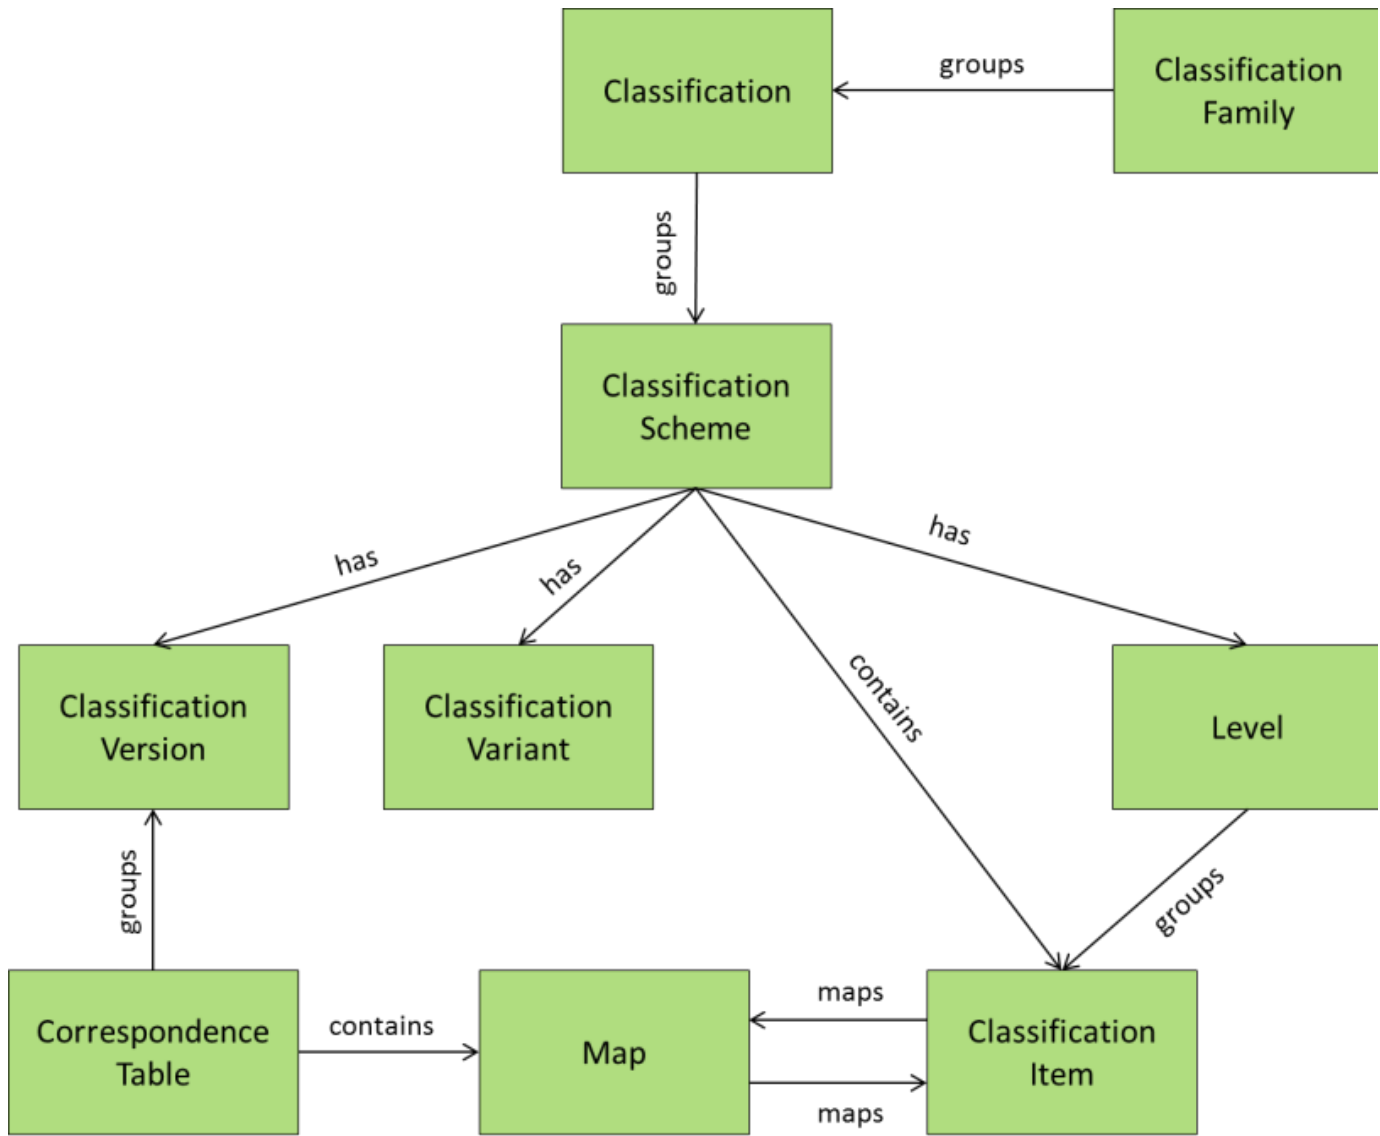 Classification
groups
Classification
Family
groups
Classification
Scheme
has
has
has
contains
Classification
Version
Classification
Variant
Level
groups
groups
Correspondence
Table
contains
Map
maps
maps
Classification
Item